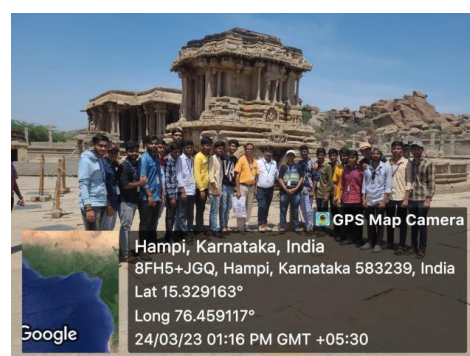 GPS Map Camera
Hampi, Karnataka, India
8FH5+JGQ, Hampi, Karnataka 583239, India
Lat 15.329163°
Long 76.459117°
24/03/23 01:16 PM GMT +05:30
Google